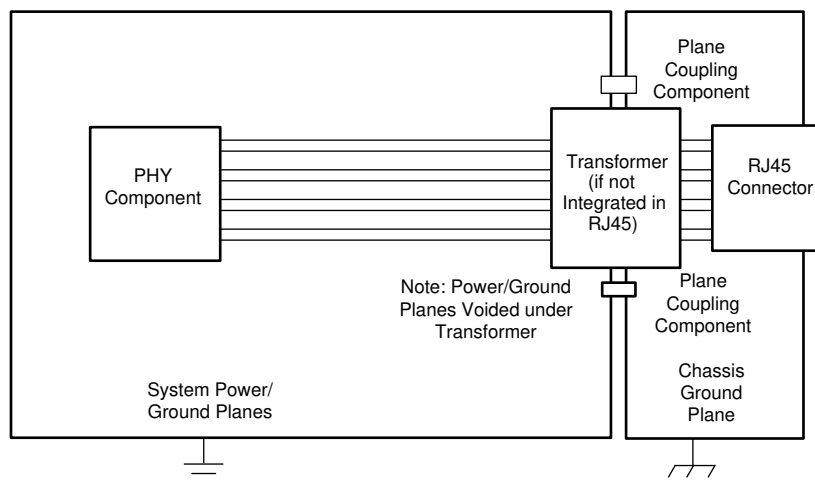 Plane
Coupling
Component
PHY
Component
Transformer
(if not
Integrated in
RJ45)
RJ45
Connector
Note: Power/Ground
Planes Voided under
Transformer
Plane
Coupling
Component
System Power/
Ground Planes
Chassis
Ground
Plane